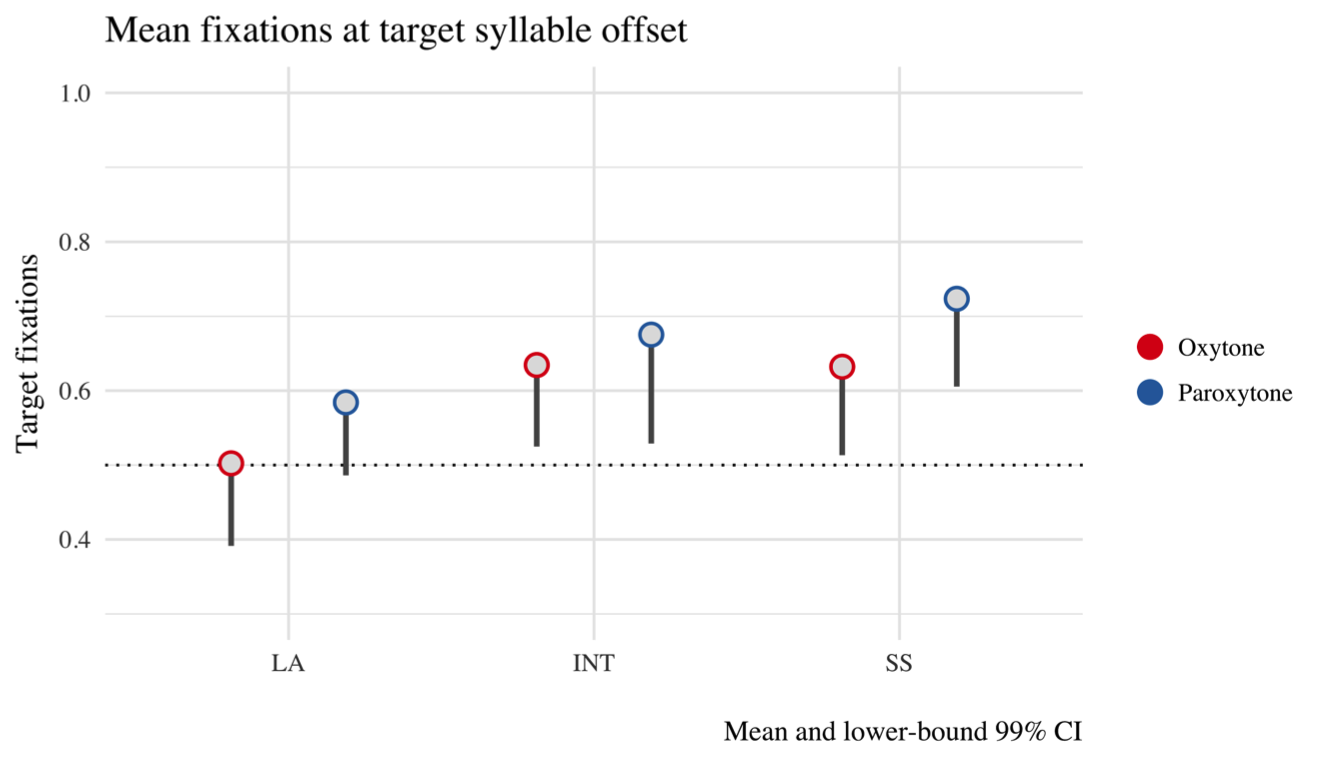 Mean fixations at target syllable offset
Target fixations
1.0
0.8
0.6
0.4
LA
INT
SS
Oxytone
Paroxytone
Mean and lower-bound 99% CI